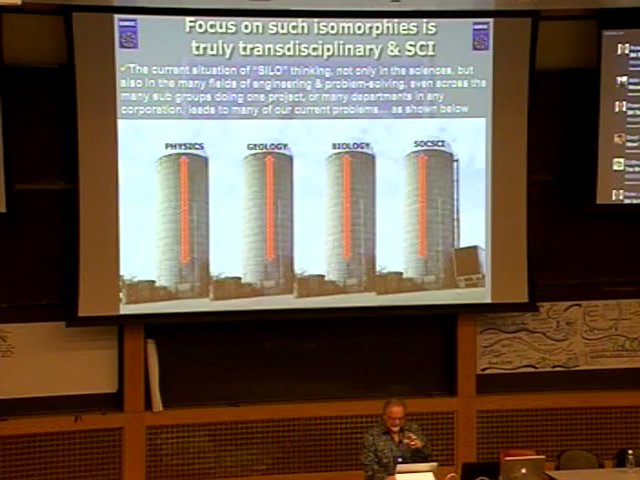 Focus on such isomorphies is
truly transdisciplinary & SCI
✓The current situation of "SILO" thinking, not only in the sciences, but
also in the many fields of engineering & problem-solving, even across the
many sub groups doing one project, or many departments in any
corporation, leads to many of our current problems... as shown below
PHYSICS GEOLOGY BIOLOGY SOCSCI